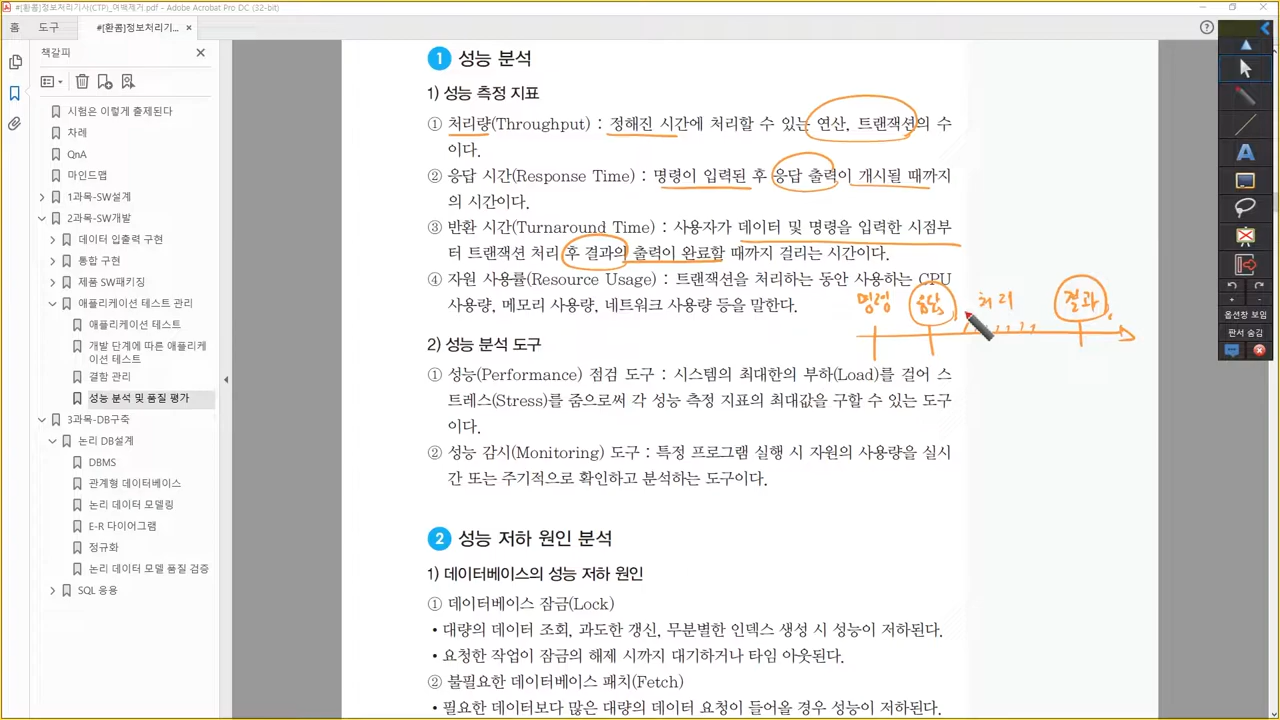 #[환콤]정보처리기사(CTP)_여백제거.pdf - Adobe Acrobat Pro DC (32-bit)
홈
도구
#[환콤]정보처리기...
책갈피
시험은 이렇게 출제된다
차례
QnA
마인드맵
1과목-SW설계
2과목-SW개발
데이터 입출력 구현
통합 구현
제품 SW패키징
애플리케이션 테스트 관리
애플리케이션 테스트
개발 단계에 따른 애플리케
이션 테스트
결함 관리
성능 분석 및 품질 평가
3과목-DB구축
논리 DB설계
DBMS
관계형 데이터베이스
논리 데이터 모델링
E-R 다이어그램
정규화
논리 데이터 모델 품질 검증
SQL 응용
1 성능 분석
1) 성능 측정 지표
① 처리량(Throughput) : 정해진 시간에 처리할 수 있는 연산, 트랜잭션의 수
이다.
② 응답 시간(Response Time) : 명령이 입력된 후 응답 출력이 개시될 때까지
의 시간이다.
③ 반환 시간(Turnaround Time) : 사용자가 데이터 및 명령을 입력한 시점부
터 트랜잭션 처리 후 결과의 출력이 완료할 때까지 걸리는 시간이다.
④ 자원 사용률(Resource Usage) : 트랜잭션을 처리하는 동안 사용하는 CPU
사용량, 메모리 사용량, 네트워크 사용량 등을 말한다.
명령 응답 처리 결과
2) 성능 분석 도구
① 성능(Performance) 점검 도구 : 시스템의 최대한의 부하(Load)를 걸어 스
트레스(Stress)를 줌으로써 각 성능 측정 지표의 최대값을 구할 수 있는 도구
이다.
② 성능 감시(Monitoring) 도구 : 특정 프로그램 실행 시 자원의 사용량을 실시
간 또는 주기적으로 확인하고 분석하는 도구이다.
2 성능 저하 원인 분석
1) 데이터베이스의 성능 저하 원인
① 데이터베이스 잠금(Lock)
• 대량의 데이터 조회, 과도한 갱신, 무분별한 인덱스 생성 시 성능이 저하된다.
• 요청한 작업이 잠금의 해제 시까지 대기하거나 타임 아웃된다.
② 불필요한 데이터베이스 패치(Fetch)
• 필요한 데이터보다 많은 대량의 데이터 요청이 들어올 경우 성능이 저하된다.
A
옵션창 보임
판서 숨김